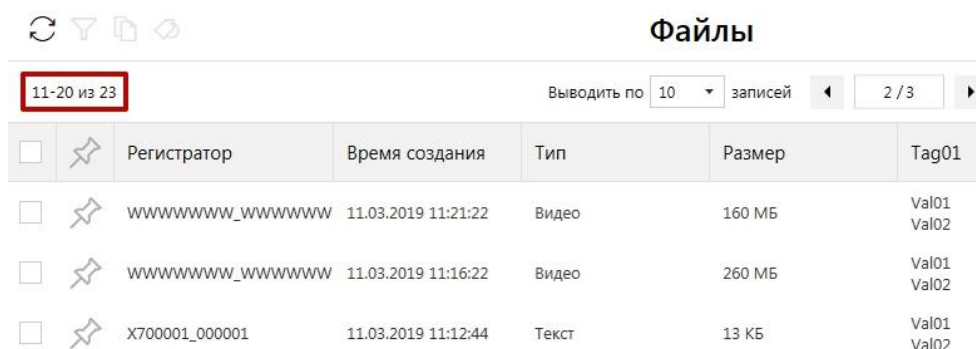 Файлы
11-20 из 23 Выводить по 10 записей 2 / 3
Регистратор Время создания Тип Размер Tag01
WWWWWWW_WWWWWW 11.03.2019 11:21:22 Видео 160 МБ Val01
Val02
WWWWWWW_WWWWWW 11.03.2019 11:16:22 Видео 260 МБ Val01
Val02
X700001_000001 11.03.2019 11:12:44 Текст 13 КБ Val01
Val02